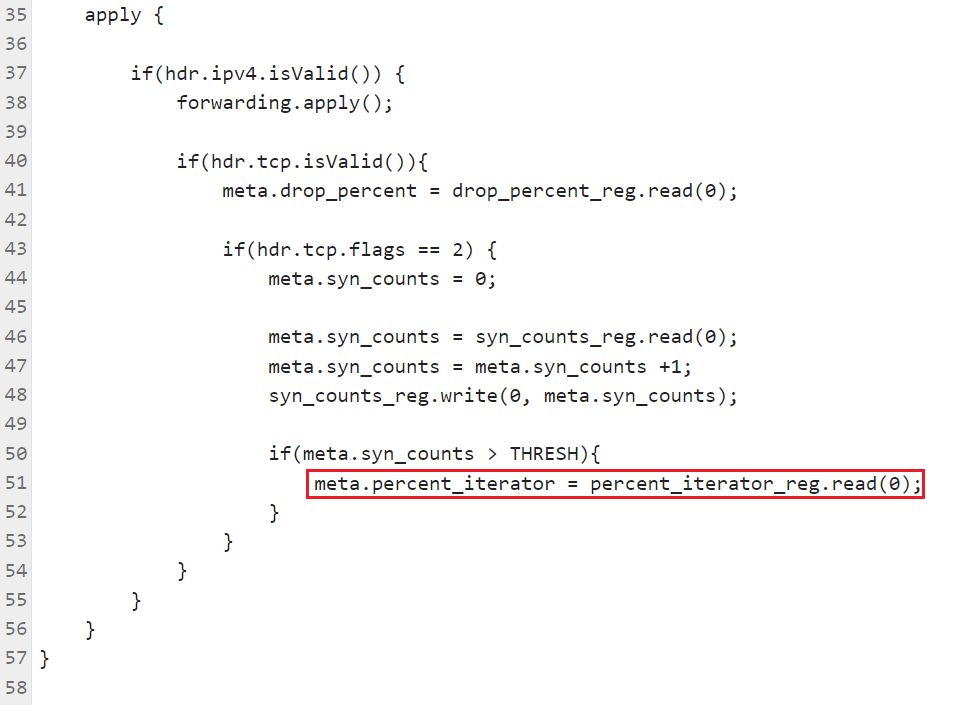 35 apply {
36
37 if(hdr.ipv4.isValid()) {
38 forwarding.apply();
39
40 if(hdr.tcp.isValid()){
41 meta.drop_percent = drop_percent_reg.read(0);
42
43 if(hdr.tcp.flags == 2) {
44 meta.syn_counts = 0;
45
46 meta.syn_counts = syn_counts_reg.read(0);
47 meta.syn_counts = meta.syn_counts +1;
48 syn_counts_reg.write(0, meta.syn_counts);
49
50 if(meta.syn_counts > THRESH){
51 meta.percent_iterator = percent_iterator_reg.read(0);
52 }
53 }
54 }
55 }
56 }
57 }
58